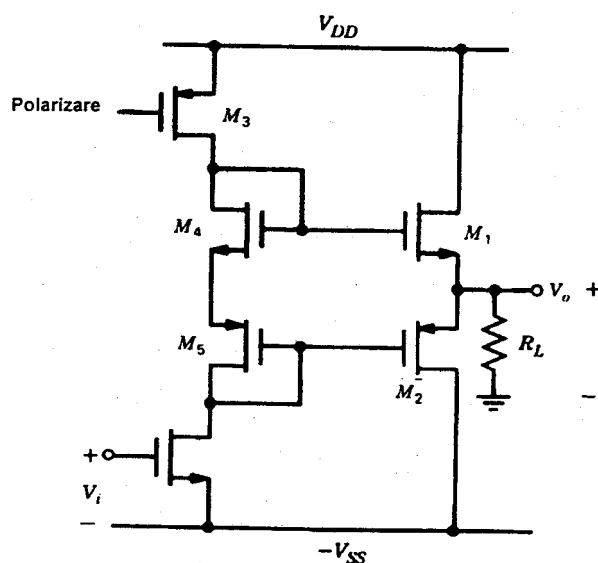 V_DD
Polarizare
M_3
M_4
M_1
V_o +
M_5
R_L
M_2
−
+
V_i
−
−V_SS